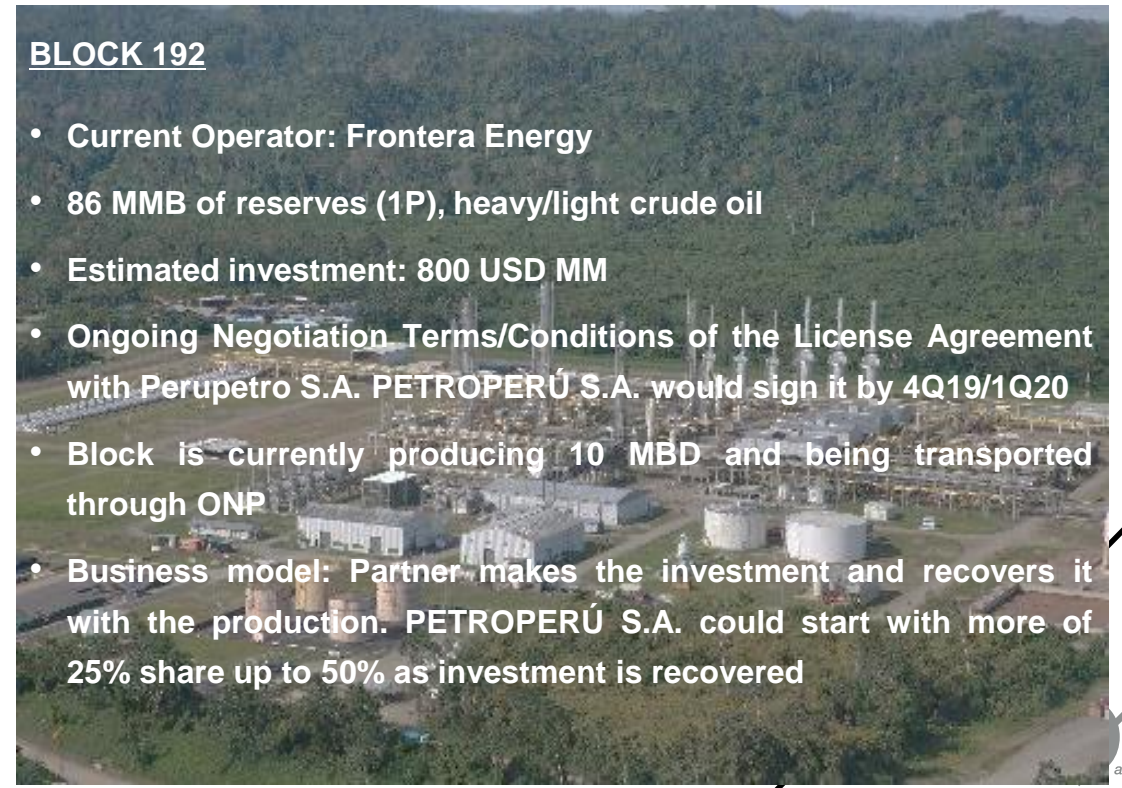 BLOCK 192
• Current Operator: Frontera Energy
• 86 MMB of reserves (1P), heavy/light crude oil
• Estimated investment: 800 USD MM
• Ongoing Negotiation Terms/Conditions of the License Agreement
with Perupetro S.A. PETROPERÚ S.A. would sign it by 4Q19/1Q20
• Block is currently producing 10 MBD and being transported
through ONP
• Business model: Partner makes the investment and recovers it
with the production. PETROPERÚ S.A. could start with more of
25% share up to 50% as investment is recovered